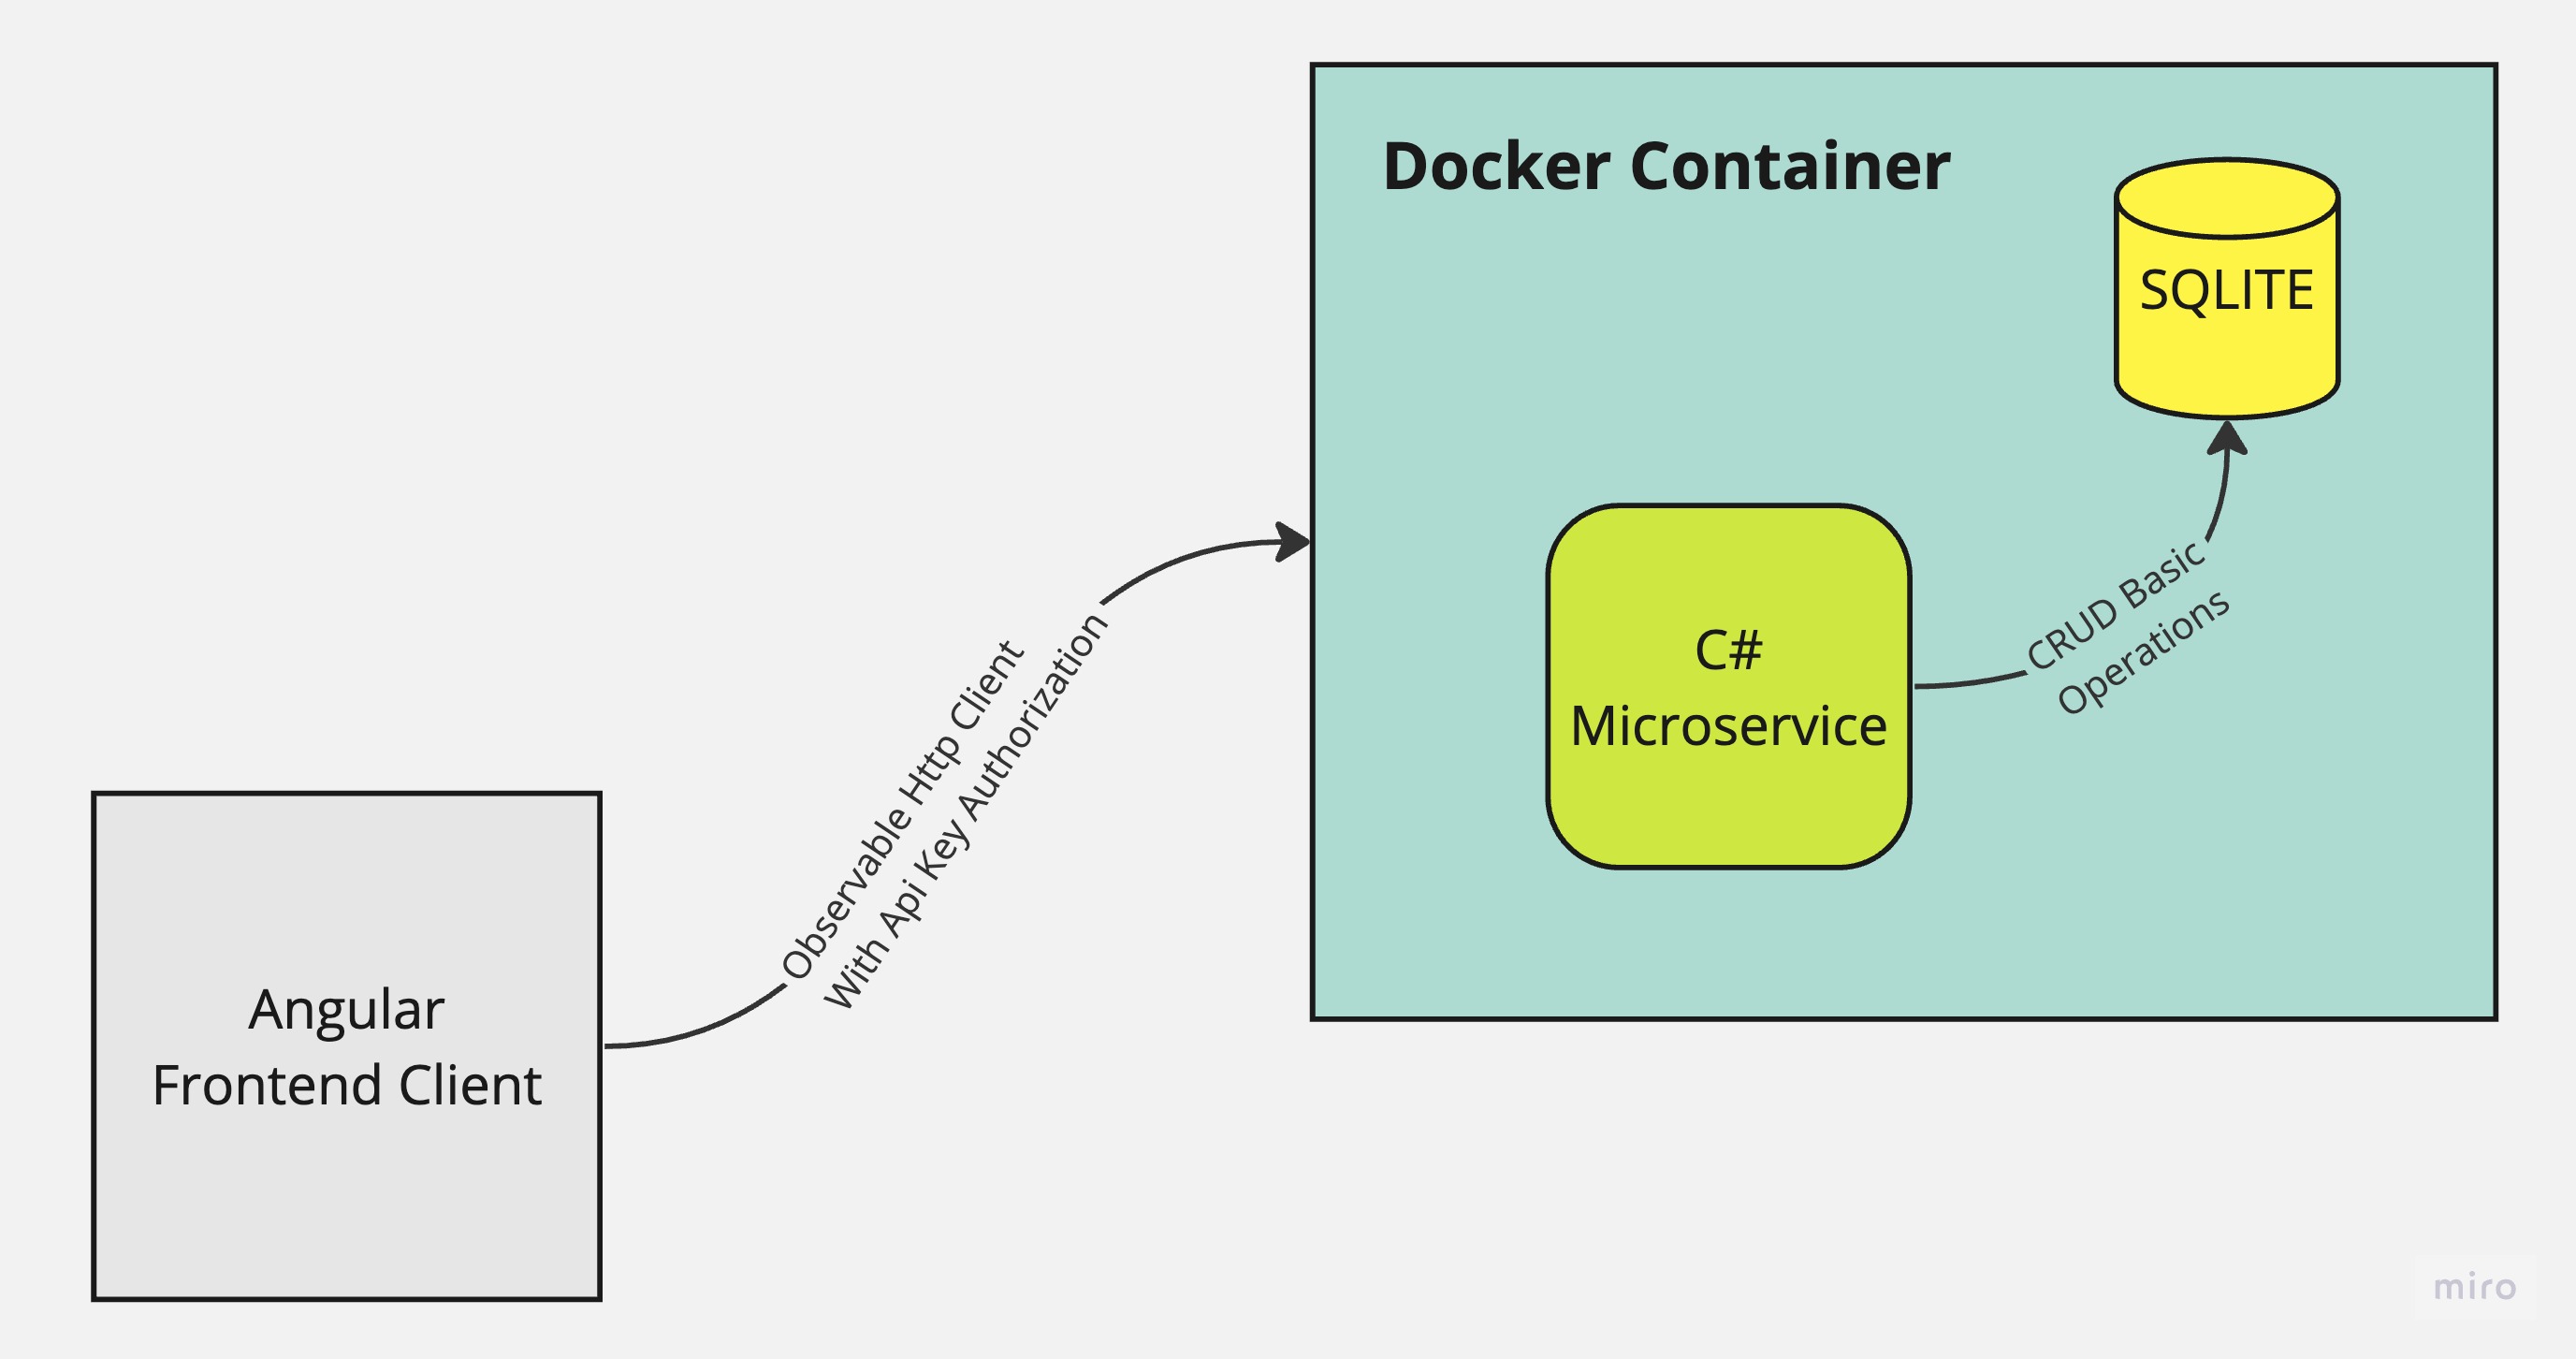 Docker Container
SQLITE
C#
Microservice
CRUD Basic
Operations
Observable Http Client
With Api Key Authorization
Angular
Frontend Client
miro